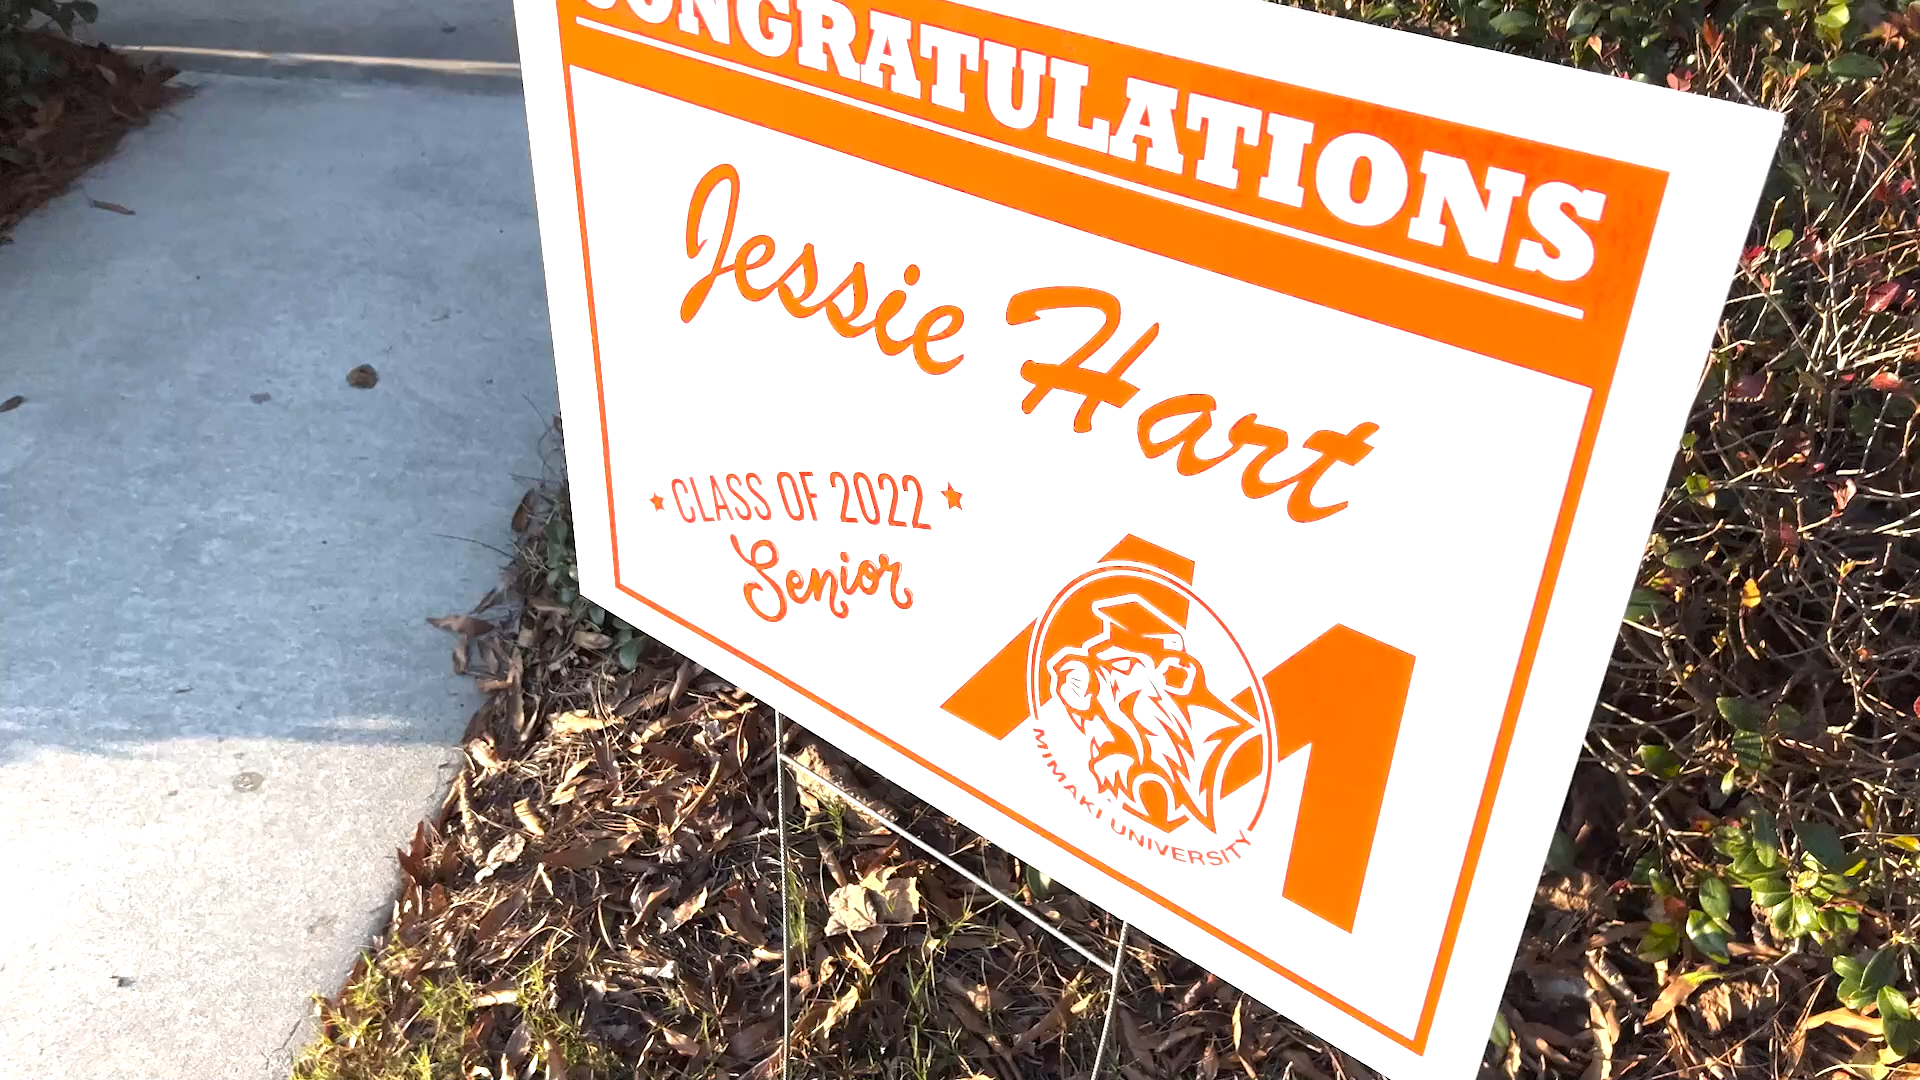 CONGRATULATIONS
Jessie Hart
CLASS OF 2022
Senior
MIMAKI UNIVERSITY